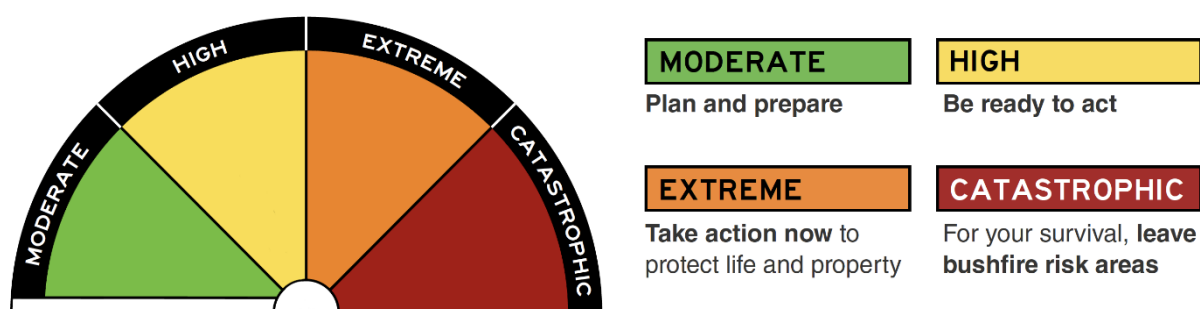 MODERATE
HIGH
EXTREME
CATASTROPHIC
MODERATE
Plan and prepare
HIGH
Be ready to act
EXTREME
Take action now to
protect life and property
CATASTROPHIC
For your survival, leave
bushfire risk areas